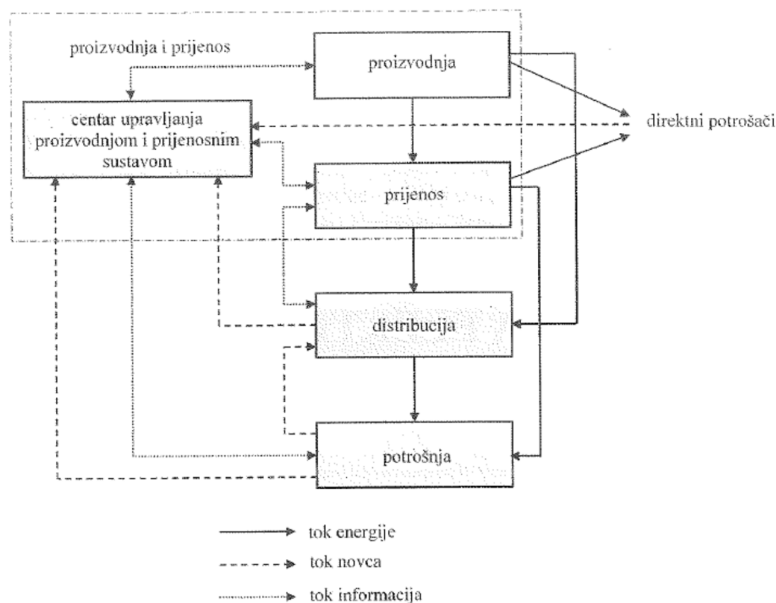 proizvodnja i prijenos
proizvodnja
centar upravljanja
proizvodnjom i prijenosnim
sustavom
direktni potrošači
prijenos
distribucija
potrošnja
tok energije
tok novca
tok informacija